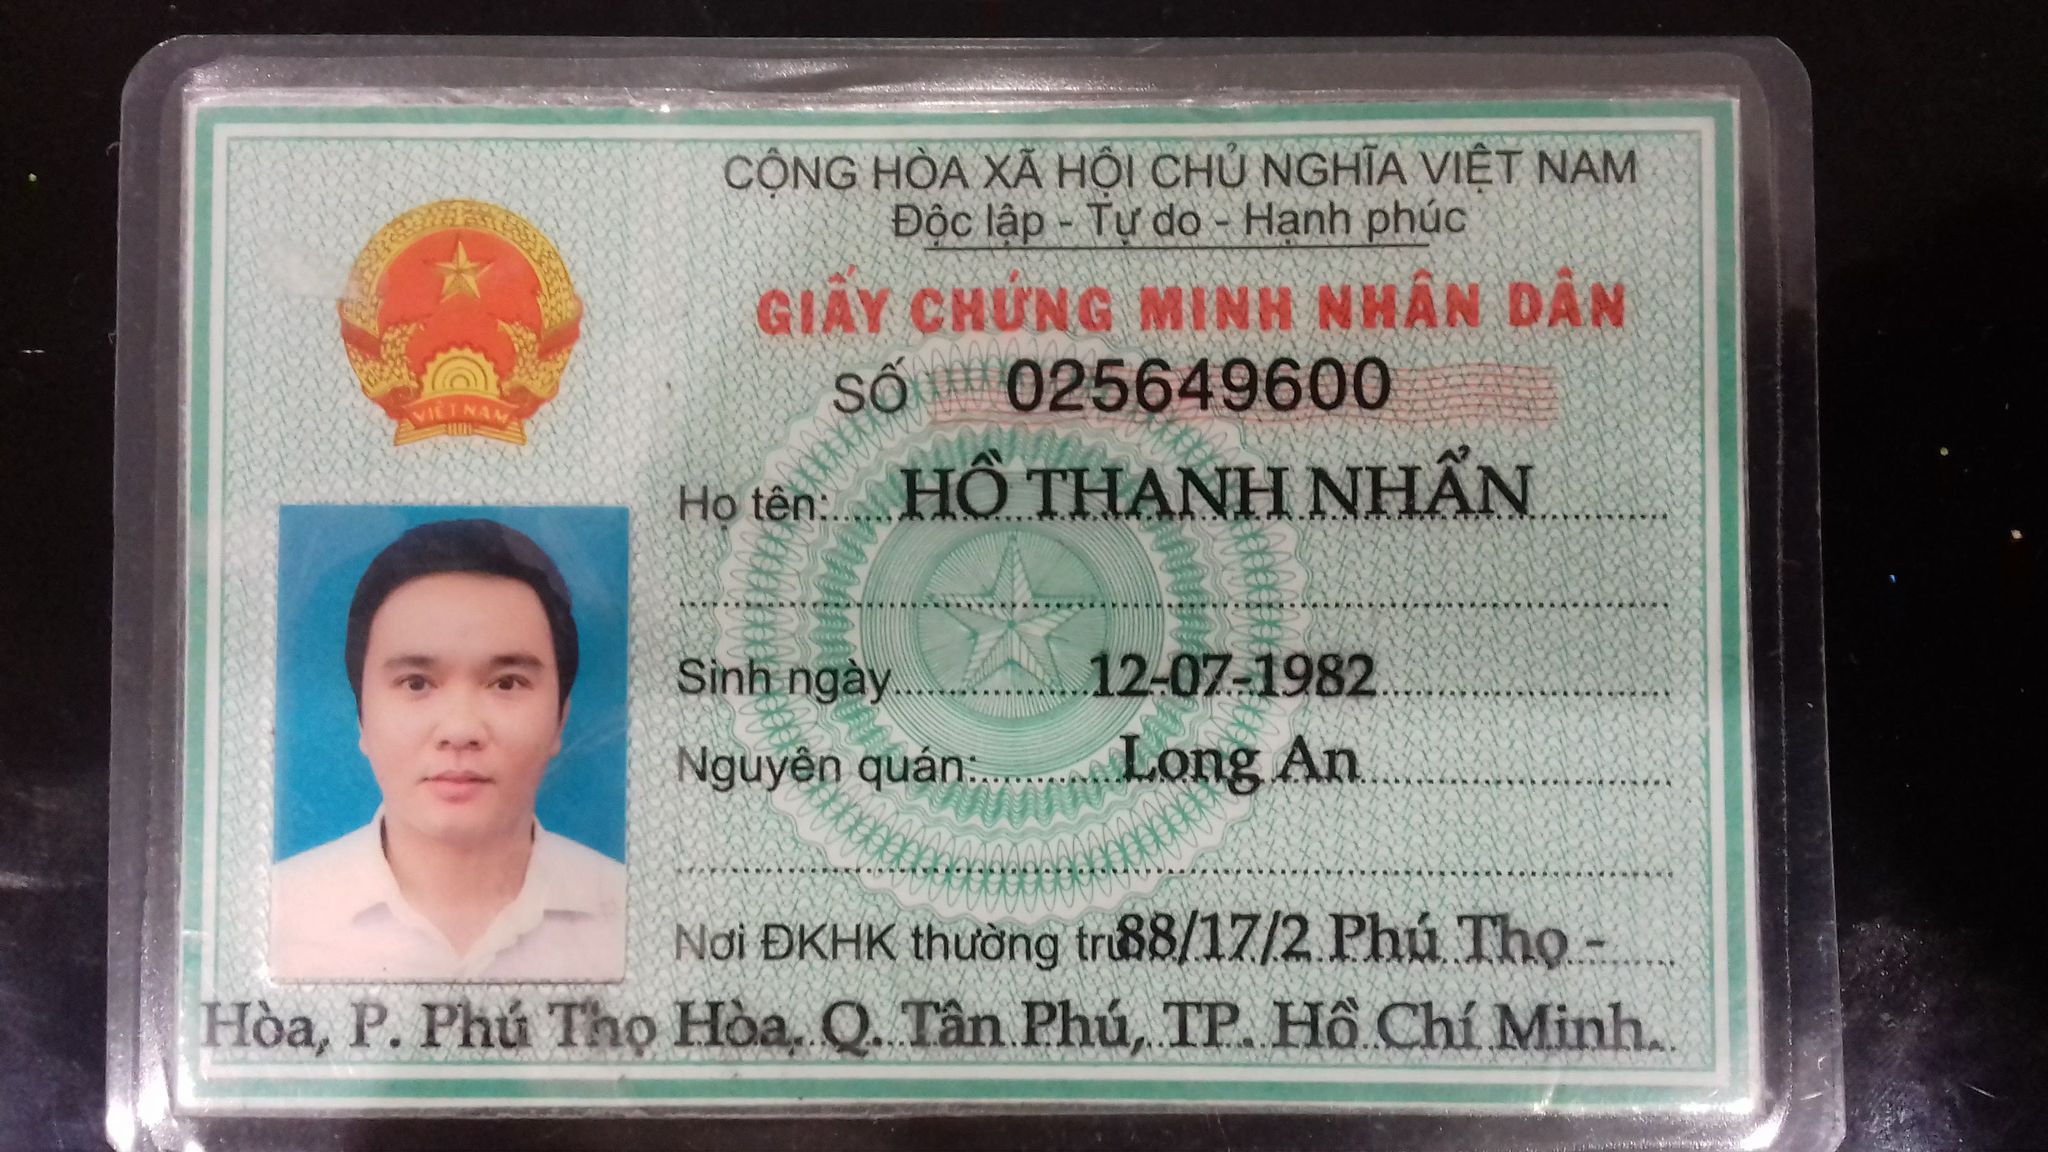 CỘNG HÒA XÃ HỘI CHỦ NGHĨA VIỆT NAM
Độc lập - Tự do - Hạnh phúc
GIẤY CHỨNG MINH NHÂN DÂN
SỐ 025649600
VIỆT NAM
Họ tên: HỒ THANH NHẨN
Sinh ngày 12-07-1982
Nguyên quán: Long An
Nơi ĐKHK thường trú 88/17/2 Phú Thọ -
Hòa, P. Phú Thọ Hòa, Q. Tân Phú, TP. Hồ Chí Minh.